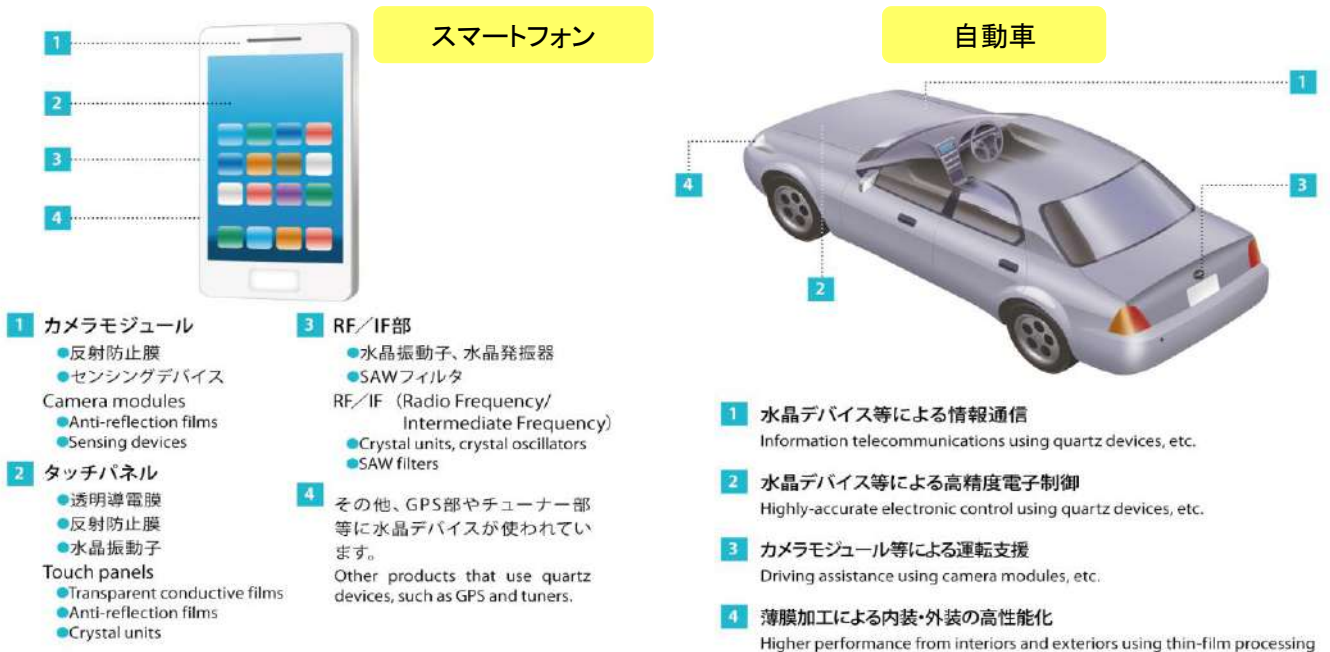 スマートフォン
1
2
3
4
1 カメラモジュール
●反射防止膜
●センシングデバイス
Camera modules
●Anti-reflection films
●Sensing devices
2 タッチパネル
●透明導電膜
●反射防止膜
●水晶振動子
Touch panels
●Transparent conductive films
●Anti-reflection films
●Crystal units
3 RF／IF部
●水晶振動子、水晶発振器
●SAWフィルタ
RF／IF （Radio Frequency/
Intermediate Frequency）
●Crystal units, crystal oscillators
●SAW filters
4 その他、GPS部やチューナー部
等に水晶デバイスが使われてい
ます。
Other products that use quartz
devices, such as GPS and tuners.
自動車
1
4
3
2
1 水晶デバイス等による情報通信
Information telecommunications using quartz devices, etc.
2 水晶デバイス等による高精度電子制御
Highly-accurate electronic control using quartz devices, etc.
3 カメラモジュール等による運転支援
Driving assistance using camera modules, etc.
4 薄膜加工による内装・外装の高性能化
Higher performance from interiors and exteriors using thin-film processing